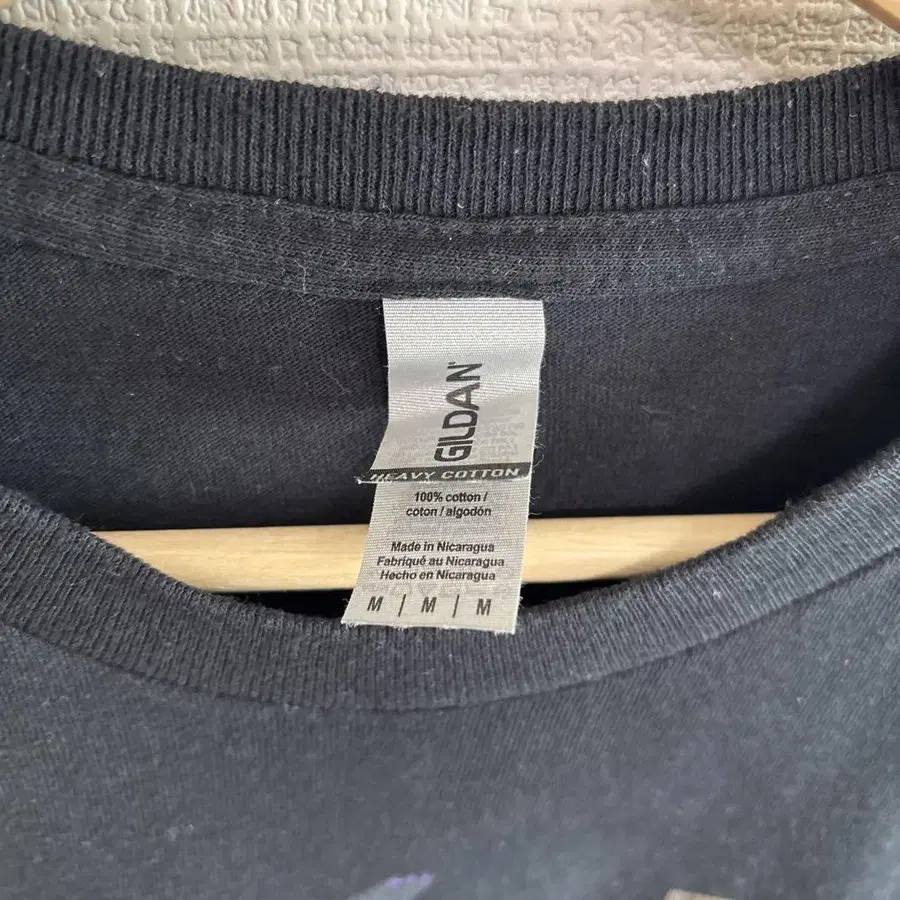 GILDAN
HEAVY COTTON
100% cotton /
coton / algodón
Made in Nicaragua
Fabriqué au Nicaragua
Hecho en Nicaragua
M | M | M